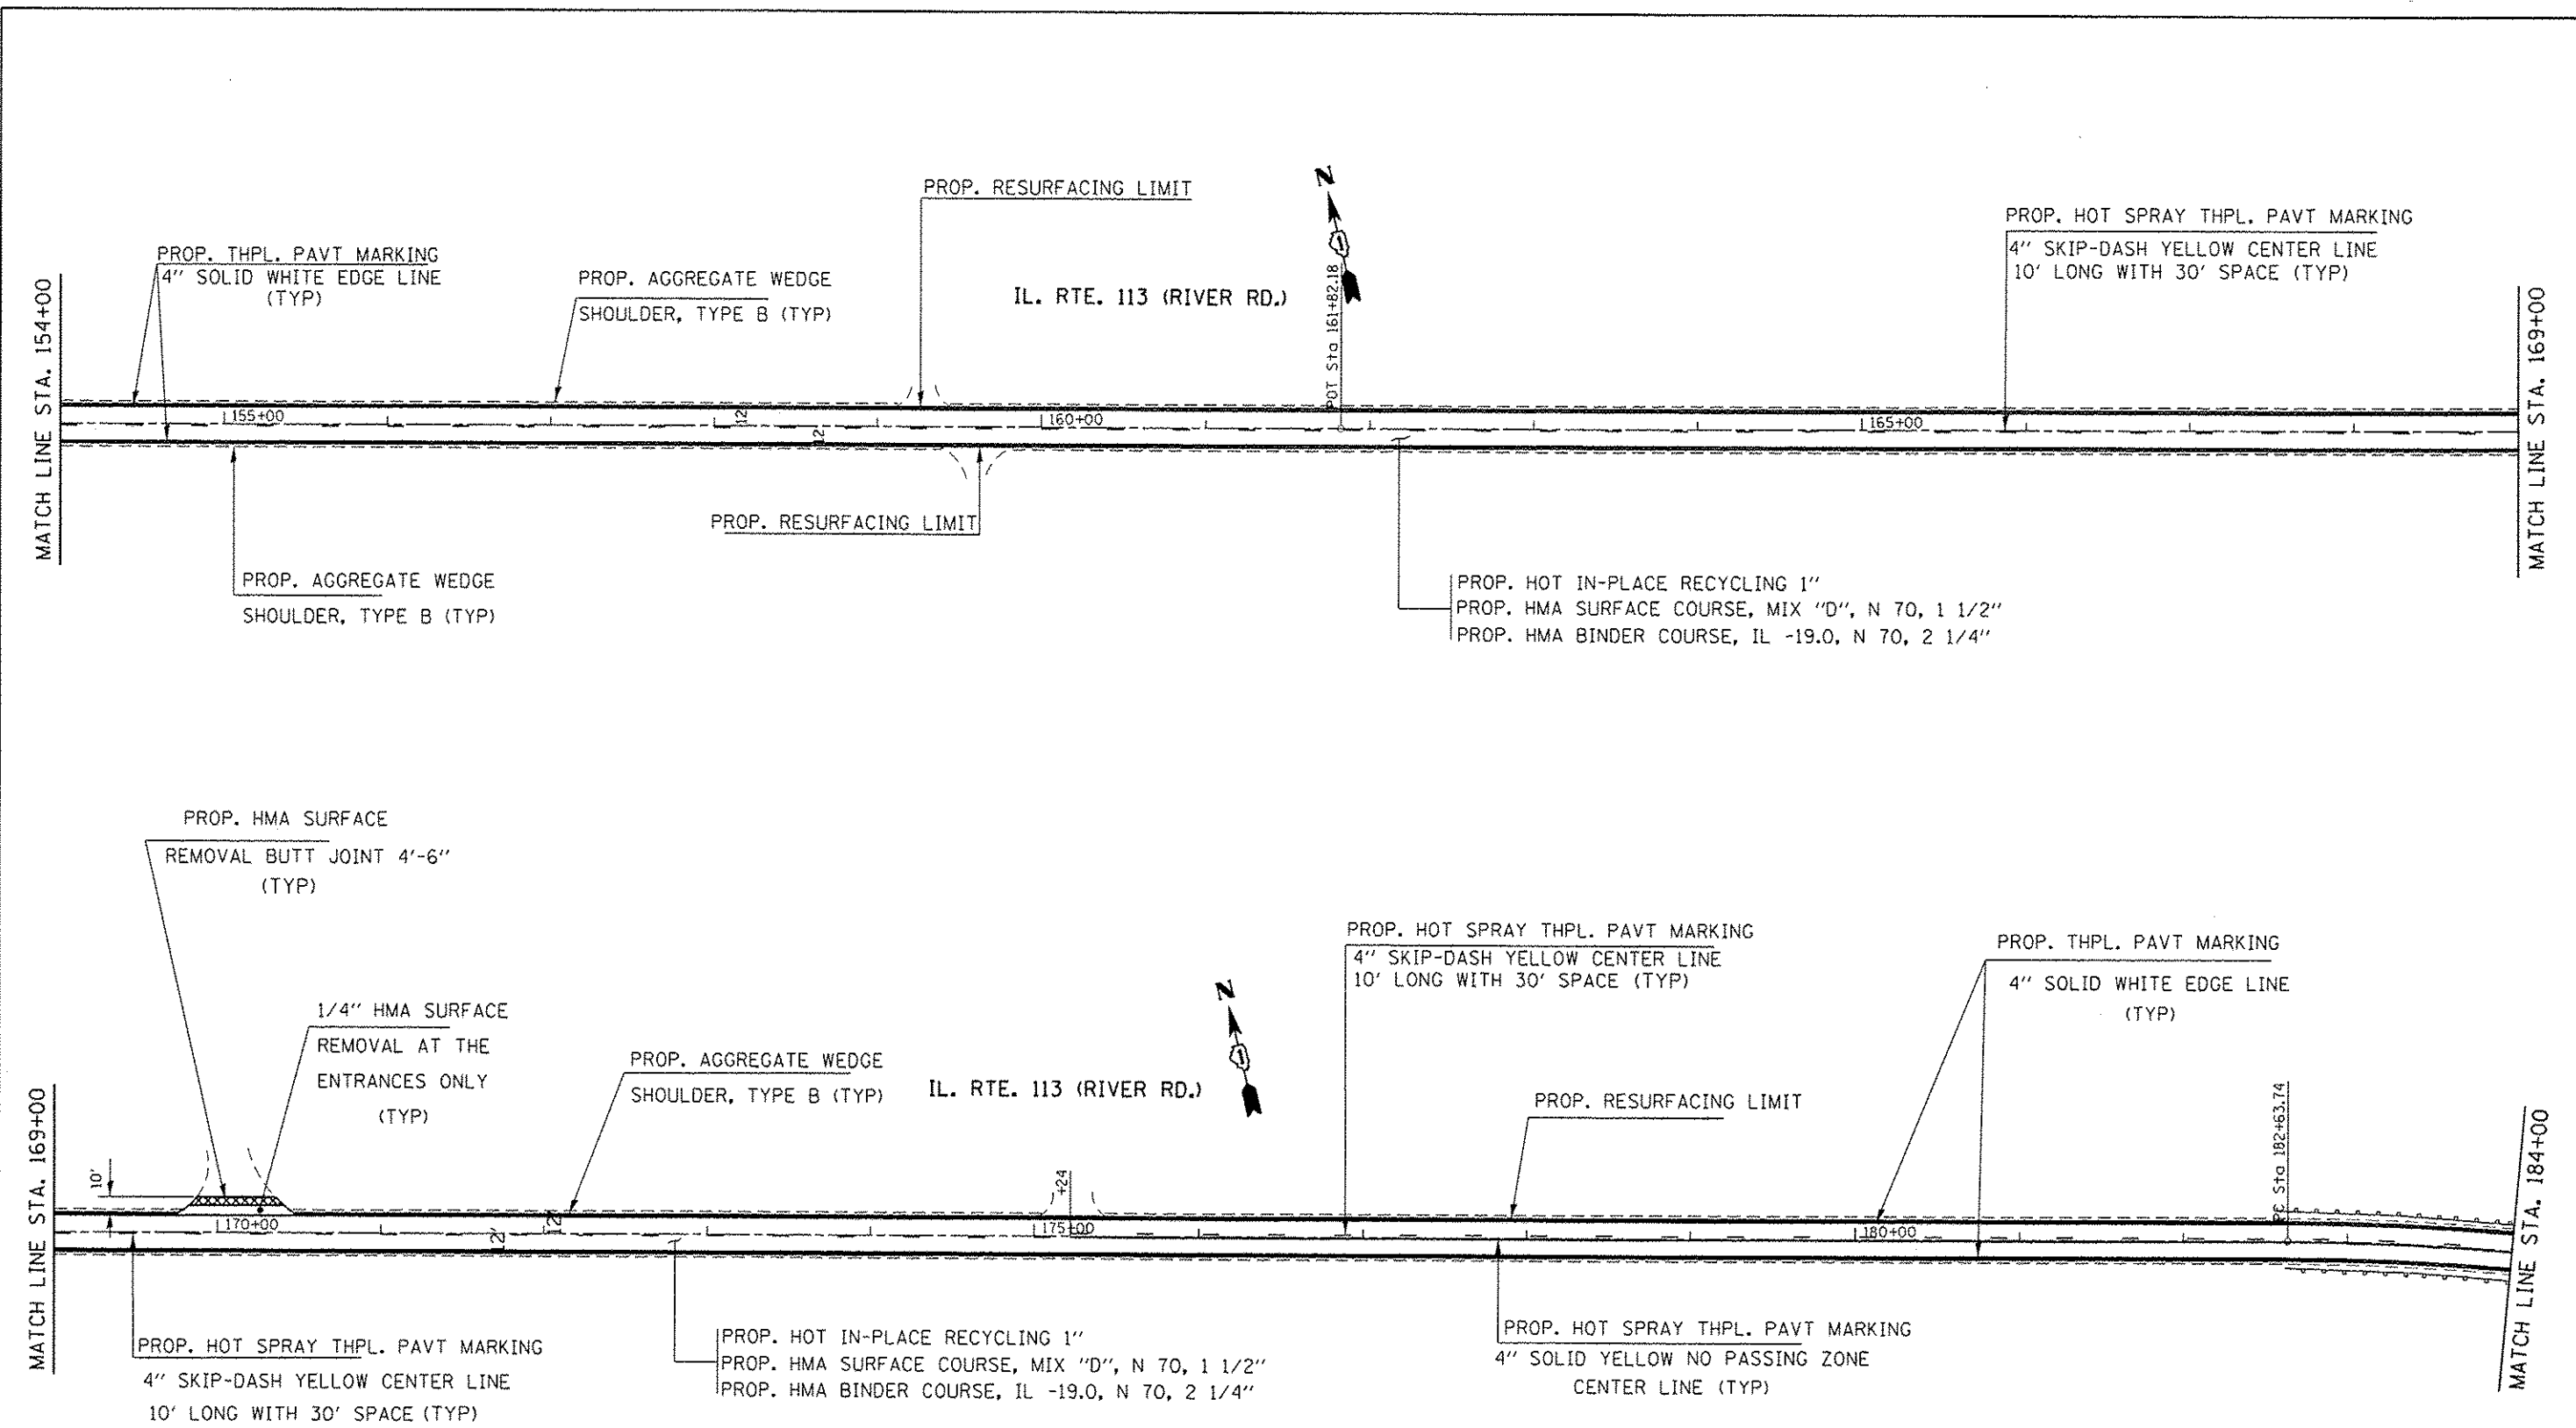 PROP. RESURFACING LIMIT
N
PROP. HOT SPRAY THPL. PAVT MARKING
4" SKIP-DASH YELLOW CENTER LINE
10' LONG WITH 30' SPACE (TYP)
PROP. THPL. PAVT MARKING
4" SOLID WHITE EDGE LINE
(TYP)
PROP. AGGREGATE WEDGE
SHOULDER, TYPE B (TYP)
IL. RTE. 113 (RIVER RD.)
POT Sta 161+82.18
MATCH LINE STA. 154+00
MATCH LINE STA. 169+00
155+00
12'
12'
160+00
165+00
PROP. RESURFACING LIMIT
PROP. AGGREGATE WEDGE
SHOULDER, TYPE B (TYP)
PROP. HOT IN-PLACE RECYCLING 1"
PROP. HMA SURFACE COURSE, MIX "D", N 70, 1 1/2"
PROP. HMA BINDER COURSE, IL -19.0, N 70, 2 1/4"
PROP. HMA SURFACE
REMOVAL BUTT JOINT 4'-6"
(TYP)
1/4" HMA SURFACE
REMOVAL AT THE
ENTRANCES ONLY
(TYP)
PROP. AGGREGATE WEDGE
SHOULDER, TYPE B (TYP)
IL. RTE. 113 (RIVER RD.)
N
PROP. HOT SPRAY THPL. PAVT MARKING
4" SKIP-DASH YELLOW CENTER LINE
10' LONG WITH 30' SPACE (TYP)
PROP. RESURFACING LIMIT
PROP. THPL. PAVT MARKING
4" SOLID WHITE EDGE LINE
(TYP)
PC Sta 182+63.74
MATCH LINE STA. 169+00
MATCH LINE STA. 184+00
10'
170+00
12'
12'
+24
175+00
180+00
PROP. HOT SPRAY THPL. PAVT MARKING
4" SKIP-DASH YELLOW CENTER LINE
10' LONG WITH 30' SPACE (TYP)
PROP. HOT IN-PLACE RECYCLING 1"
PROP. HMA SURFACE COURSE, MIX "D", N 70, 1 1/2"
PROP. HMA BINDER COURSE, IL -19.0, N 70, 2 1/4"
PROP. HOT SPRAY THPL. PAVT MARKING
4" SOLID YELLOW NO PASSING ZONE
CENTER LINE (TYP)